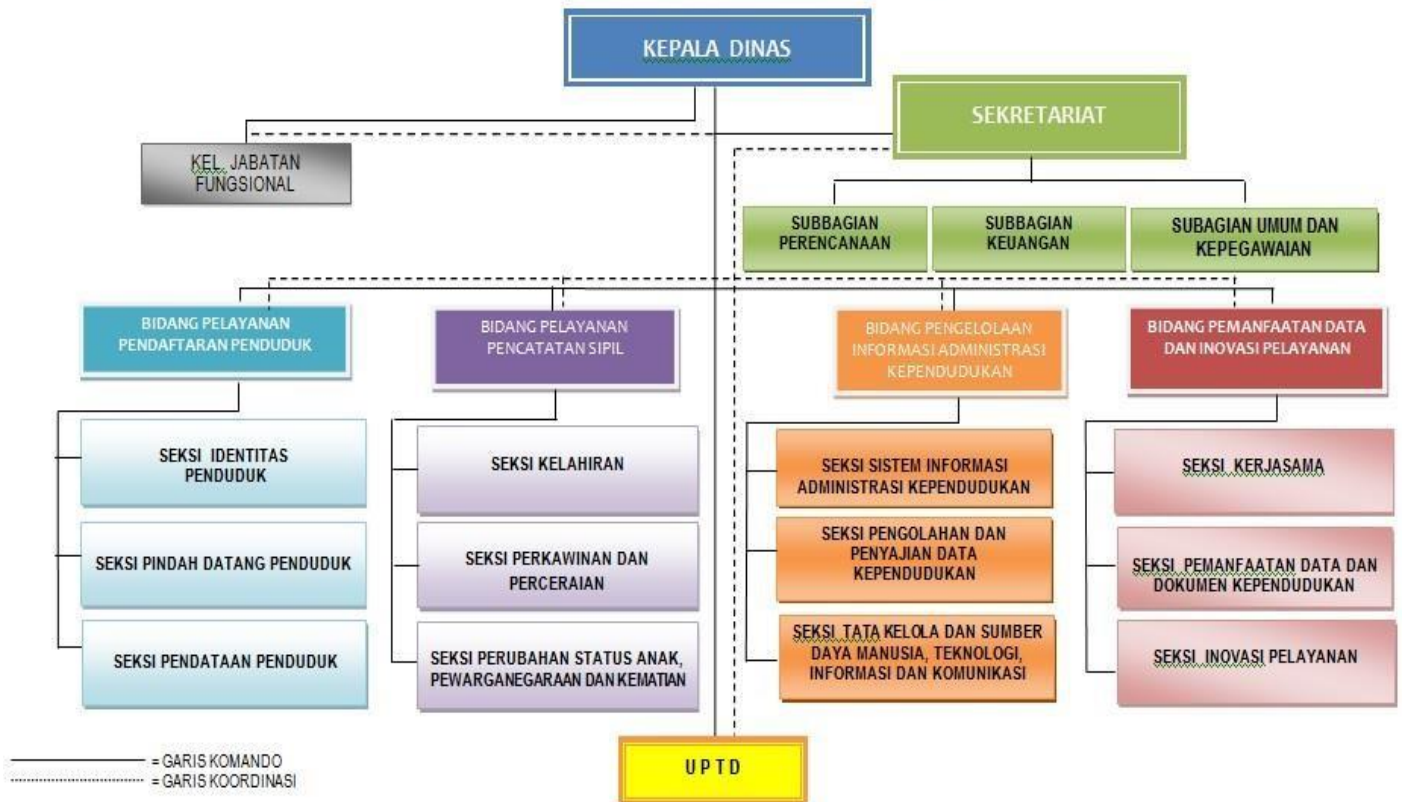 KEPALA DINAS
SEKRETARIAT
KEL. JABATAN
FUNGSIONAL
SUBBAGIAN
PERENCANAAN
SUBBAGIAN
KEUANGAN
SUBAGIAN UMUM DAN
KEPEGAWAIAN
BIDANG PELAYANAN
PENDAFTARAN PENDUDUK
BIDANG PELAYANAN
PENCATATAN SIPIL
BIDANG PENGELOLAAN
INFORMASI ADMINISTRASI
KEPENDUDUKAN
BIDANG PEMANFAATAN DATA
DAN INOVASI PELAYANAN
SEKSI IDENTITAS
PENDUDUK
SEKSI PINDAH DATANG PENDUDUK
SEKSI PENDATAAN PENDUDUK
SEKSI KELAHIRAN
SEKSI PERKAWINAN DAN
PERCERAIAN
SEKSI PERUBAHAN STATUS ANAK,
PEWARGANEGARAAN DAN KEMATIAN
SEKSI SISTEM INFORMASI
ADMINISTRASI KEPENDUDUKAN
SEKSI PENGOLAHAN DAN
PENYAJIAN DATA
KEPENDUDUKAN
SEKSI TATA KELOLA DAN SUMBER
DAYA MANUSIA, TEKNOLOGI,
INFORMASI DAN KOMUNIKASI
SEKSI KERJASAMA
SEKSI PEMANFAATAN DATA DAN
DOKUMEN KEPENDUDUKAN
SEKSI INOVASI PELAYANAN
UPTD
= GARIS KOMANDO
= GARIS KOORDINASI